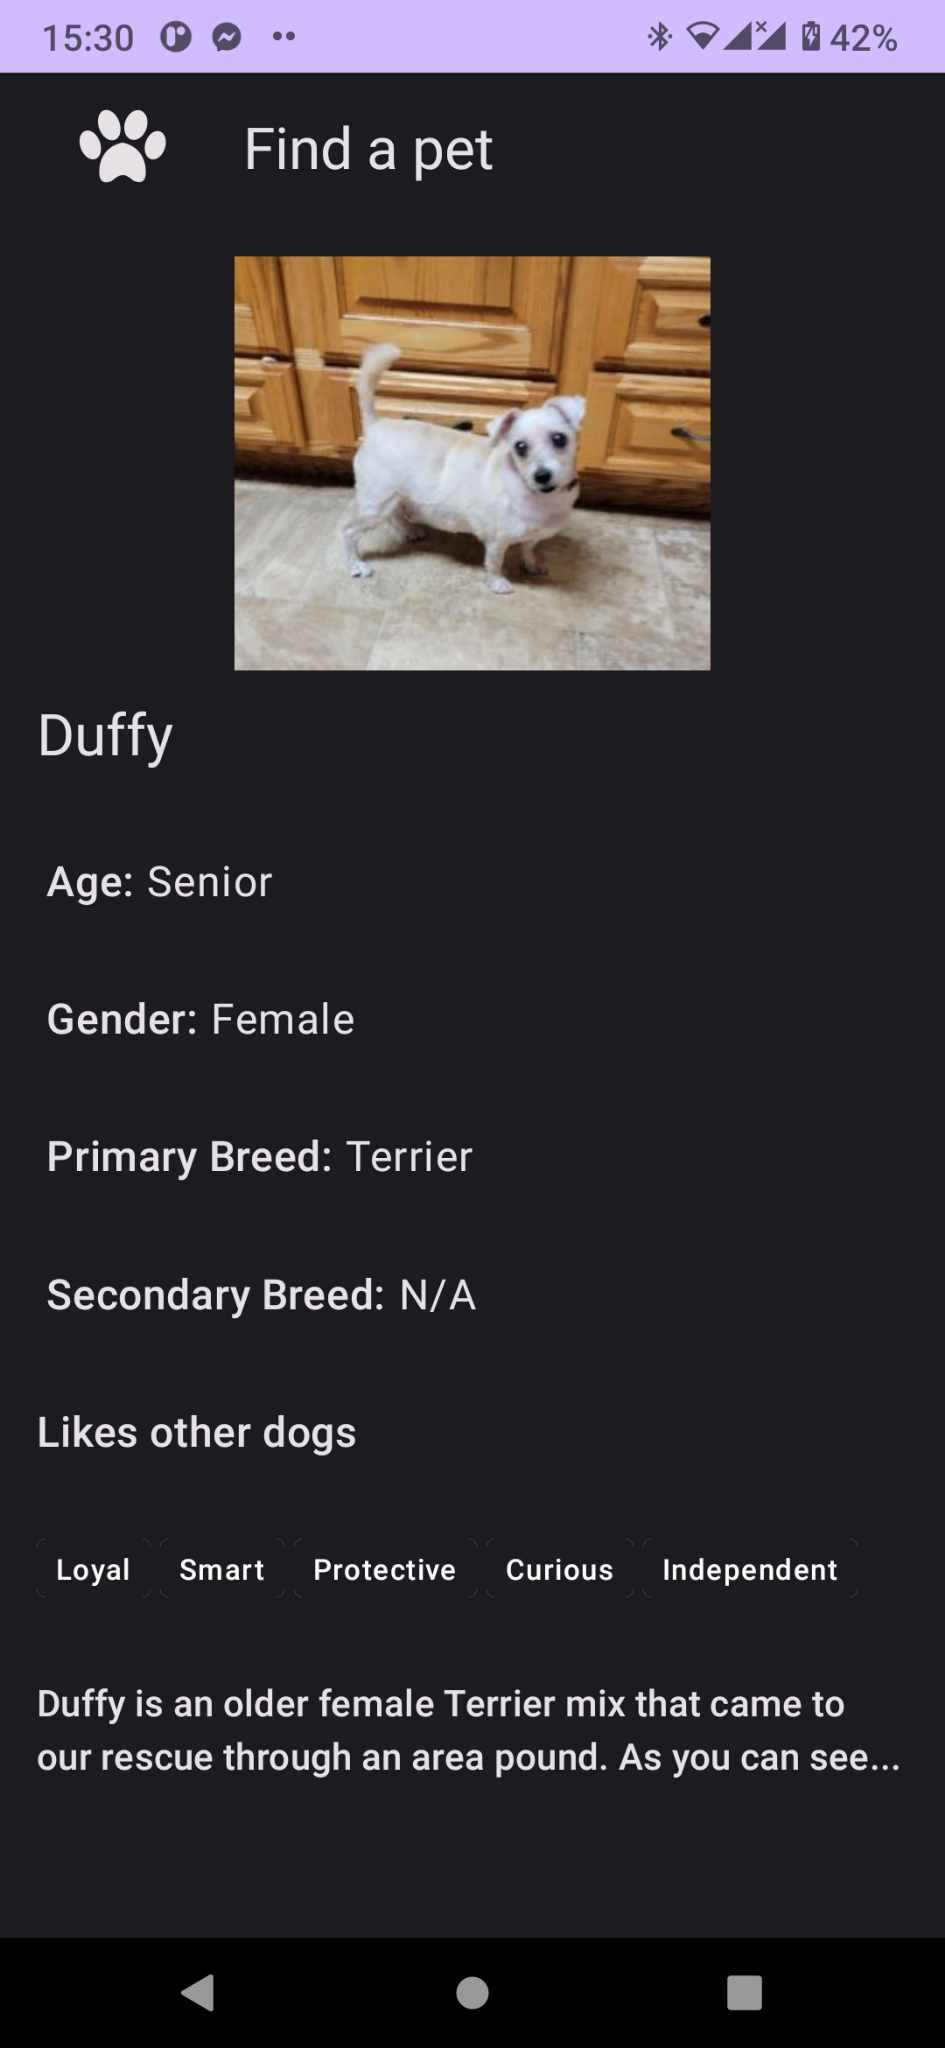 15:30
42%
Find a pet
Duffy
Age: Senior
Gender: Female
Primary Breed: Terrier
Secondary Breed: N/A
Likes other dogs
Loyal Smart Protective Curious Independent
Duffy is an older female Terrier mix that came to
our rescue through an area pound. As you can see...